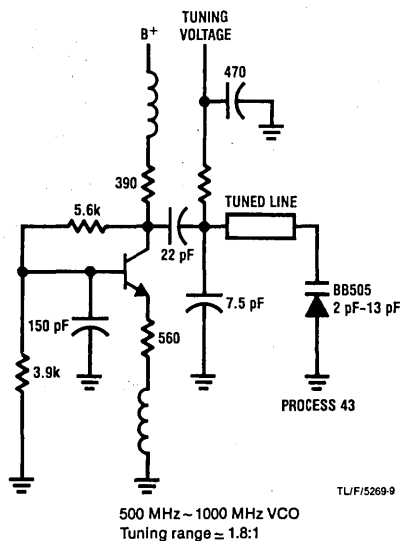 TUNING
B+ VOLTAGE
470
390
TUNED LINE
5.6k
22 pF
BB505
2 pF–13 pF
7.5 pF
150 pF
560
3.9k
PROCESS 43
TL/F/5269-9
500 MHz ~ 1000 MHz VCO
Tuning range ≃ 1.8:1